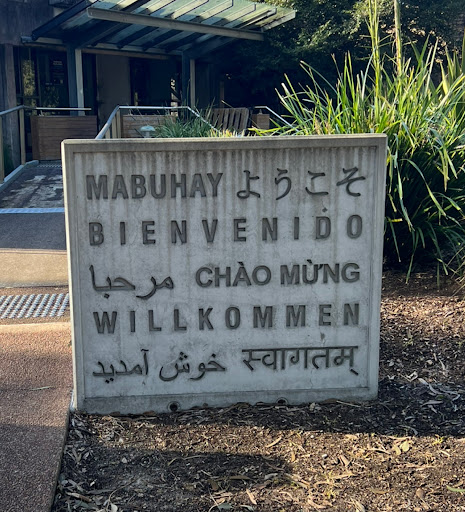 MABUHAY ようこそ
BIENVENIDO
مرحبا CHÀO MỪNG
WILLKOMMEN
خوش آمدید स्वागतम्